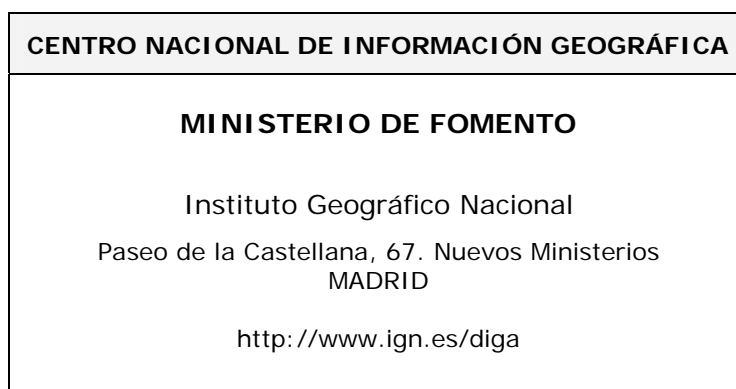 CENTRO NACIONAL DE INFORMACIÓN GEOGRÁFICA
MINISTERIO DE FOMENTO
Instituto Geográfico Nacional
Paseo de la Castellana, 67. Nuevos Ministerios
MADRID
http://www.ign.es/diga